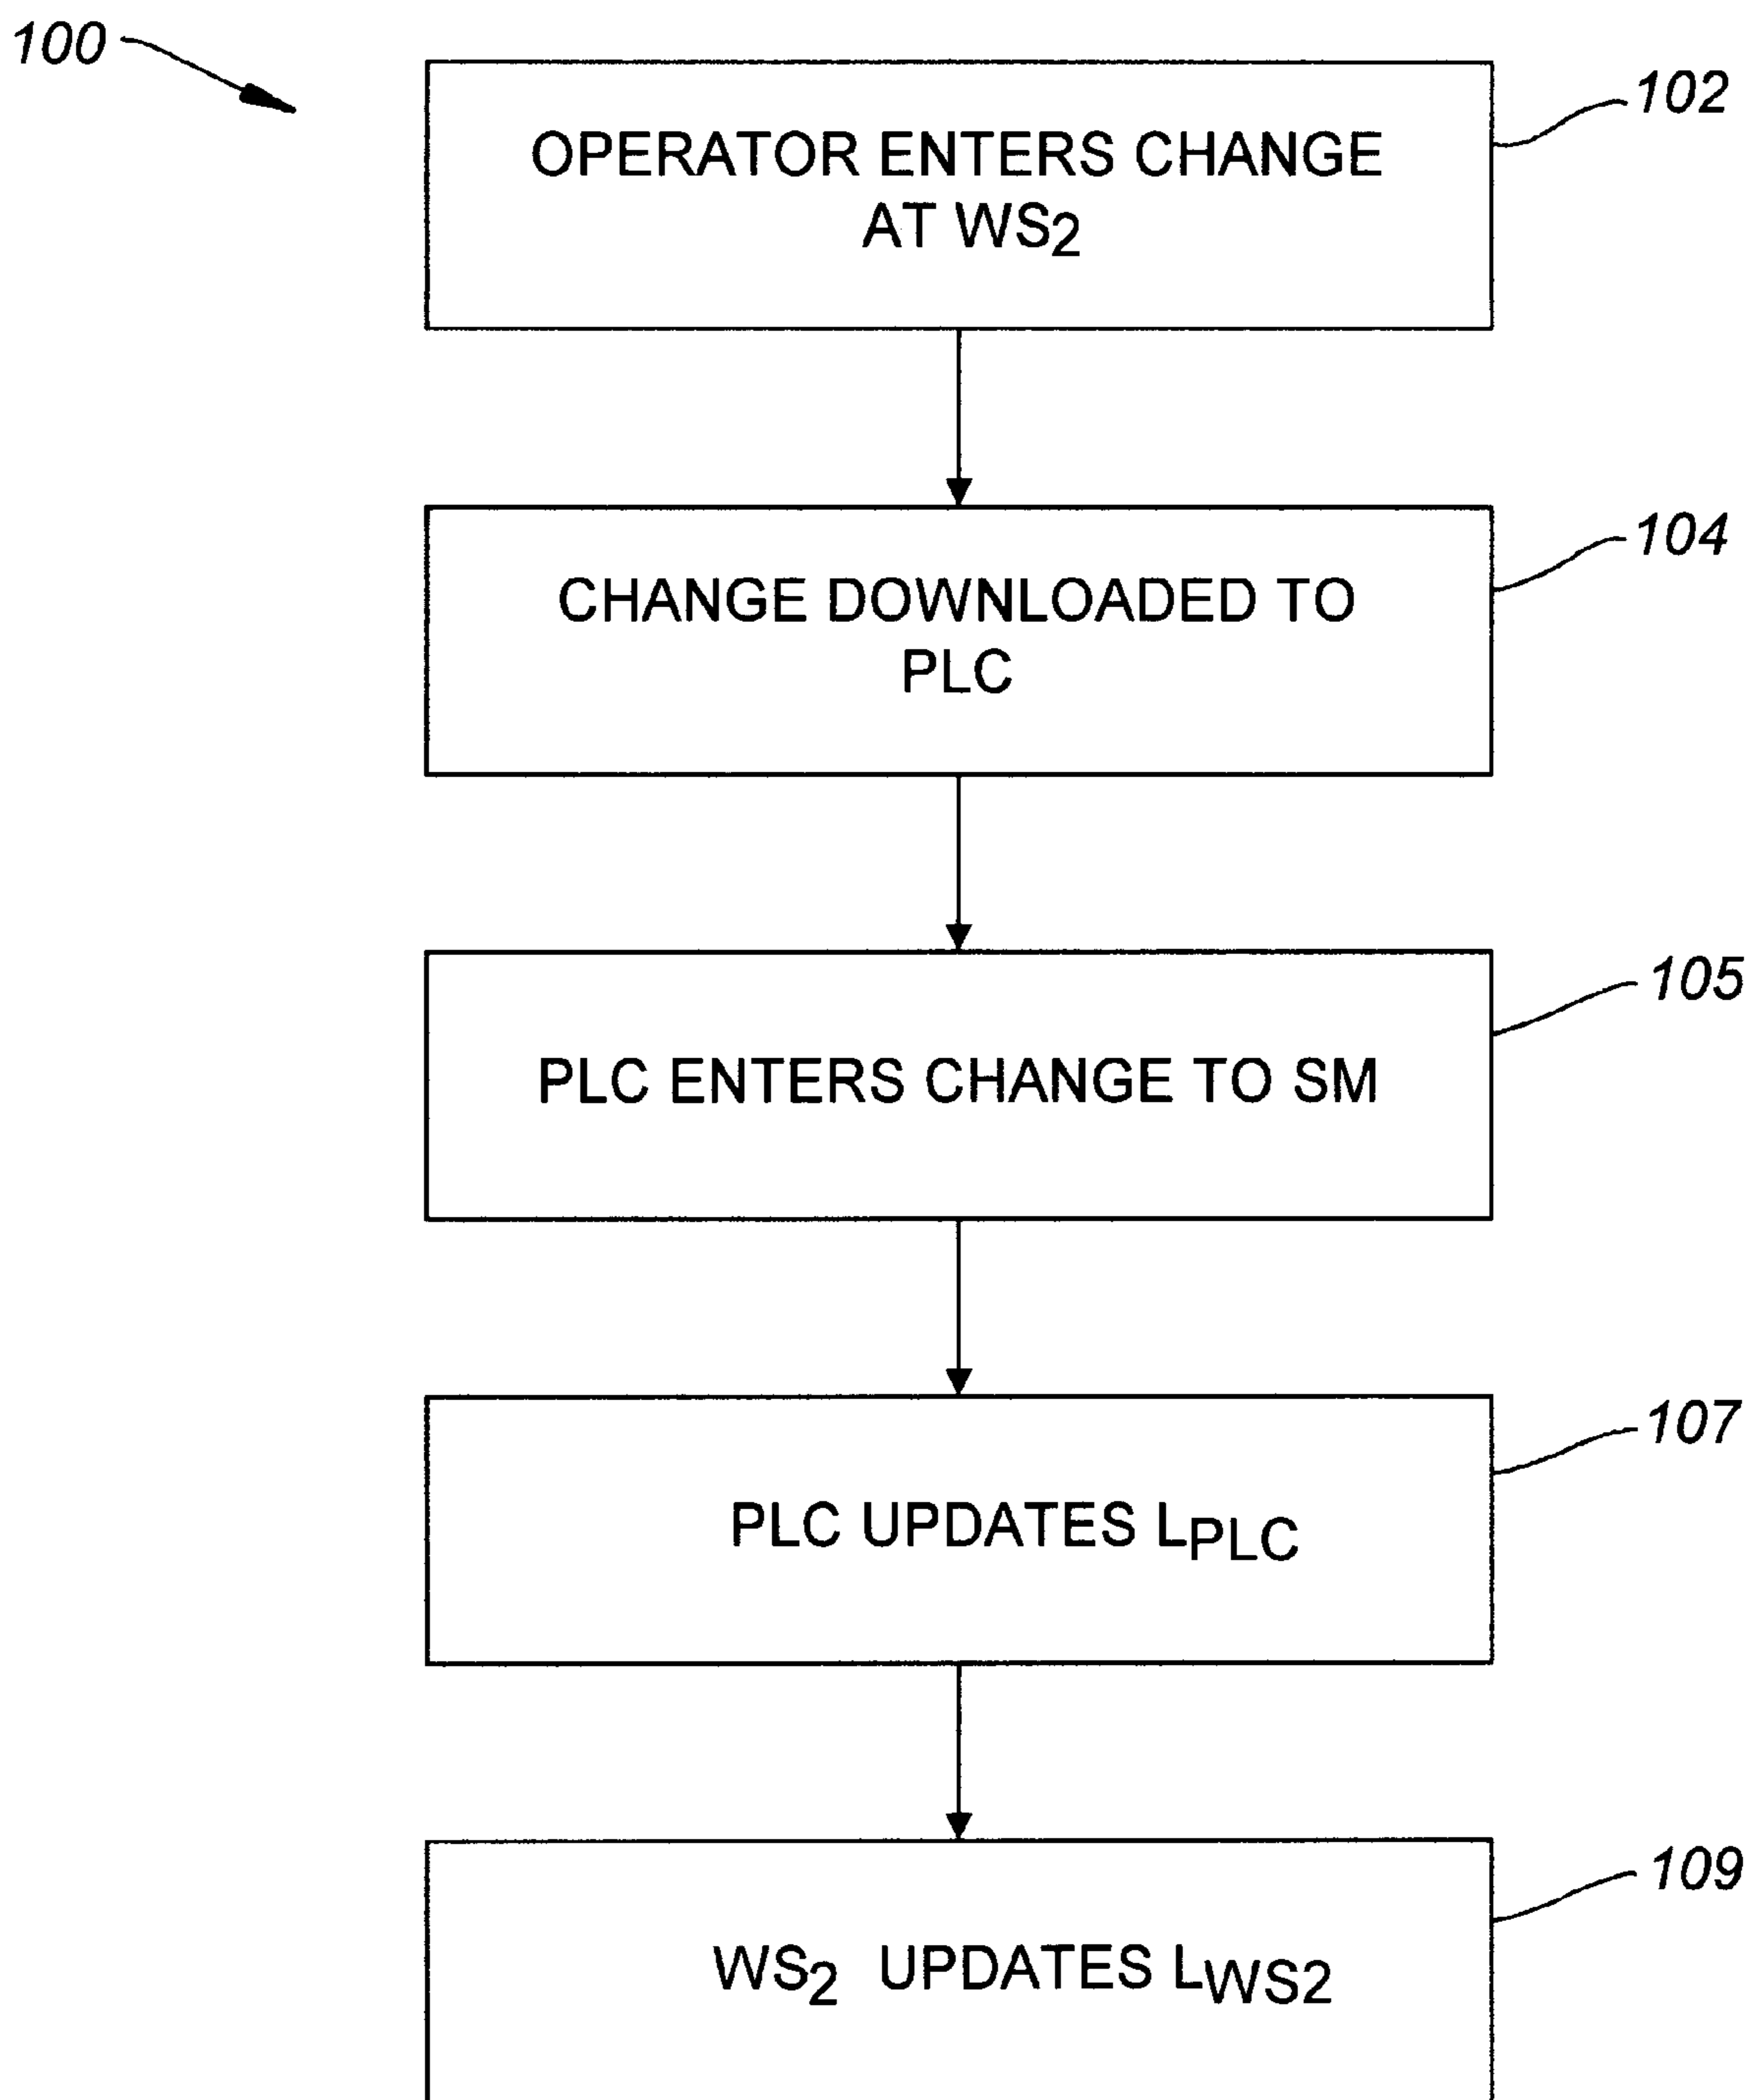 100
102
OPERATOR ENTERS CHANGE
AT WS2
104
CHANGE DOWNLOADED TO
PLC
105
PLC ENTERS CHANGE TO SM
107
PLC UPDATES LPLC
109
WS2 UPDATES LWS2